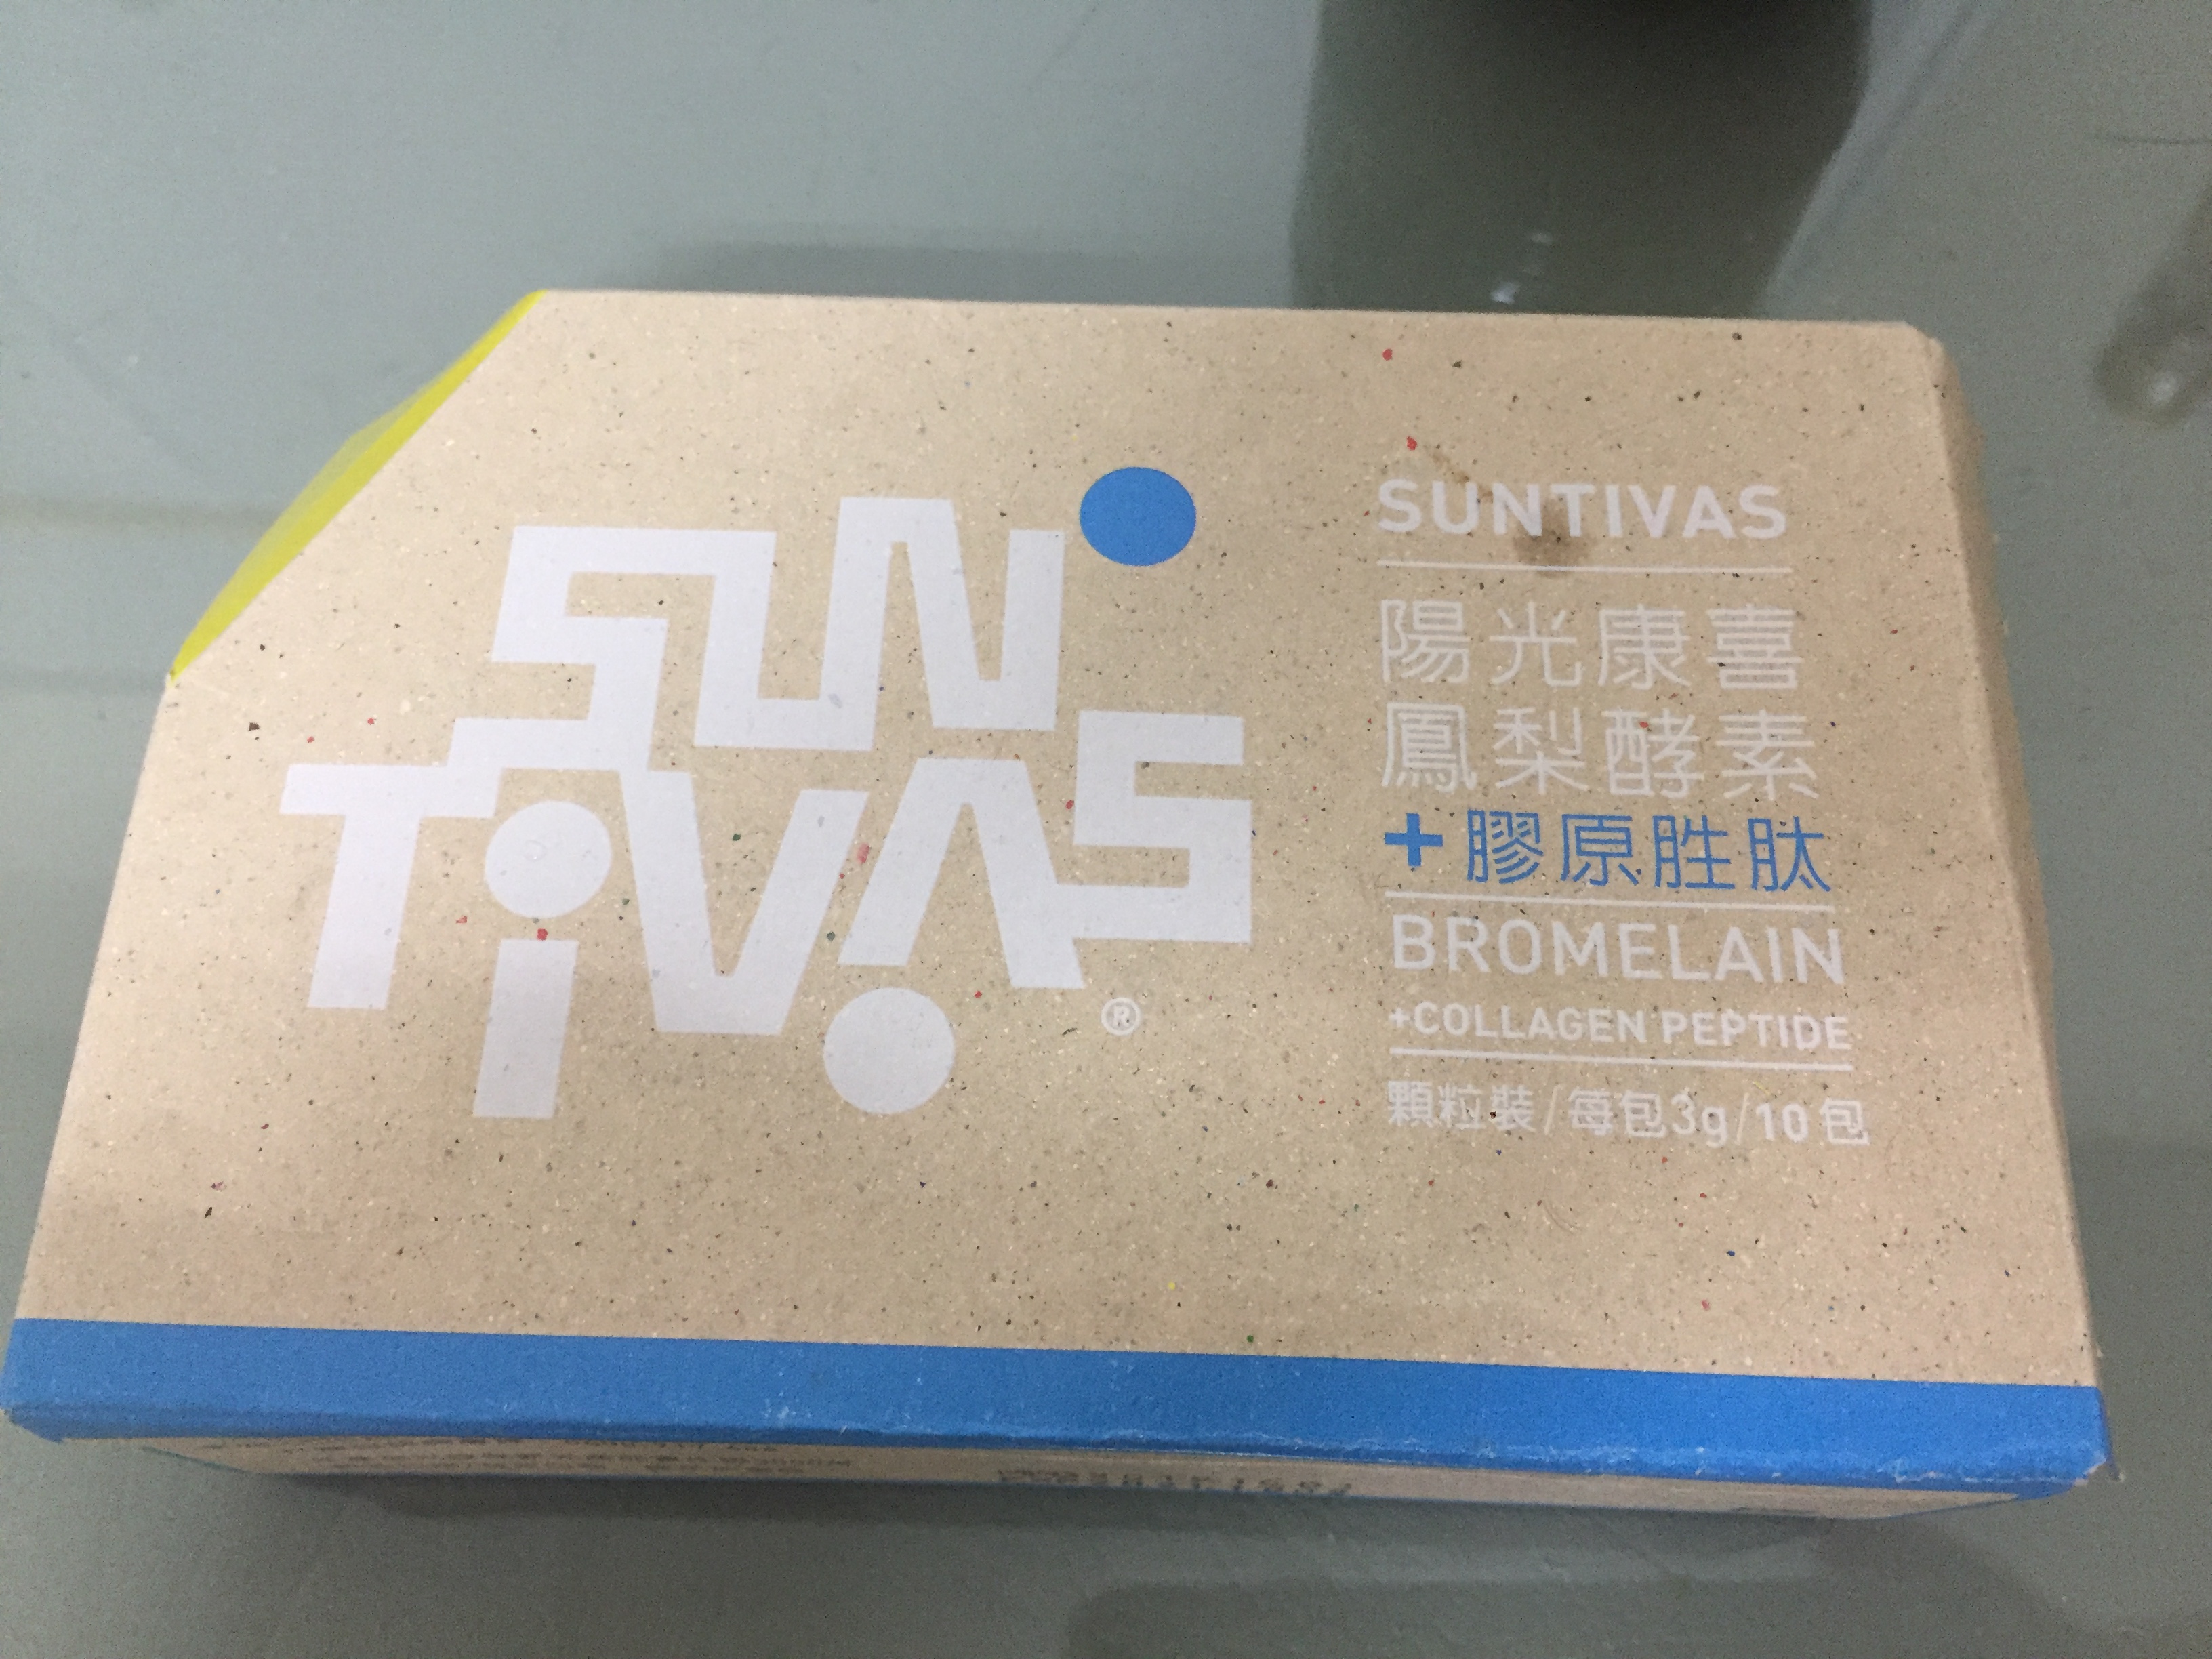 SUN
TiVAS
®
SUNTIVAS
陽光康喜
鳳梨酵素
+膠原胜肽
BROMELAIN
+COLLAGEN PEPTIDE
顆粒裝/每包3g/10包